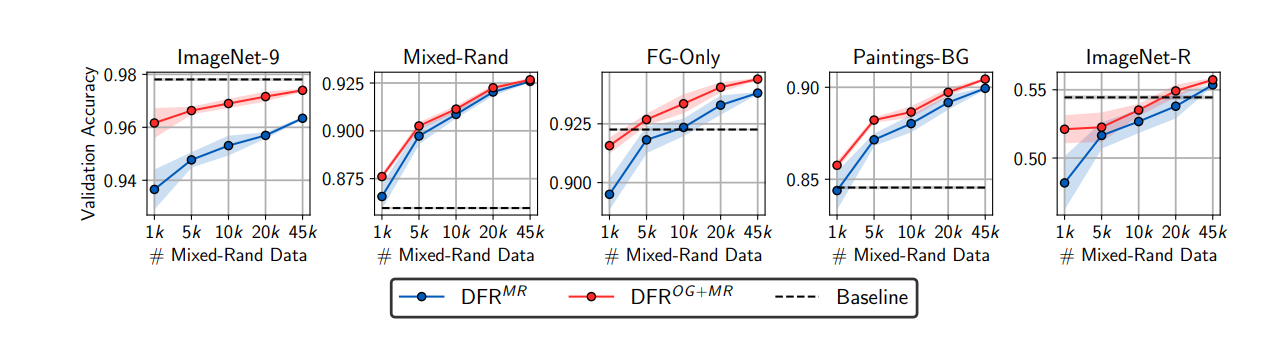 ImageNet-9 Mixed-Rand FG-Only Paintings-BG ImageNet-R
Validation Accuracy
0.98
0.96
0.94
0.925
0.900
0.875
0.925
0.900
0.90
0.85
0.55
0.50
1k 5k 10k 20k 45k 1k 5k 10k 20k 45k 1k 5k 10k 20k 45k 1k 5k 10k 20k 45k 1k 5k 10k 20k 45k
# Mixed-Rand Data # Mixed-Rand Data # Mixed-Rand Data # Mixed-Rand Data # Mixed-Rand Data
DFR^{MR} DFR^{OG+MR} Baseline